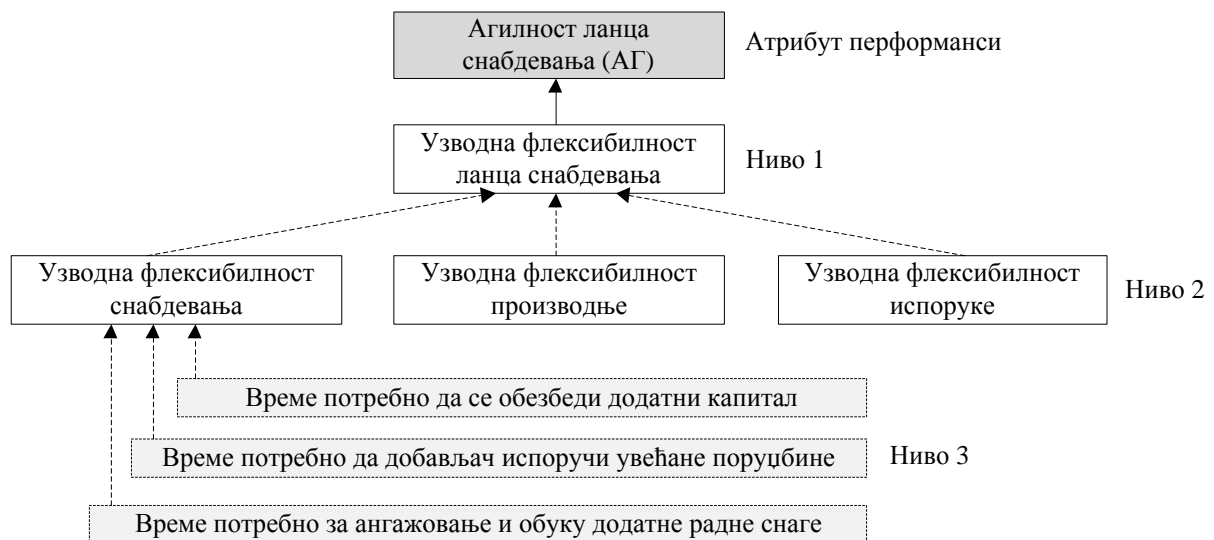 Агилност ланца
снабдевања (АГ)
Атрибут перформанси
Узводна флексибилност
ланца снабдевања
Ниво 1
Узводна флексибилност
снабдевања
Узводна флексибилност
производње
Узводна флексибилност
испоруке
Ниво 2
Време потребно да се обезбеди додатни капитал
Време потребно да добављач испоручи увећане поруџбине
Ниво 3
Време потребно за ангажовање и обуку додатне радне снаге